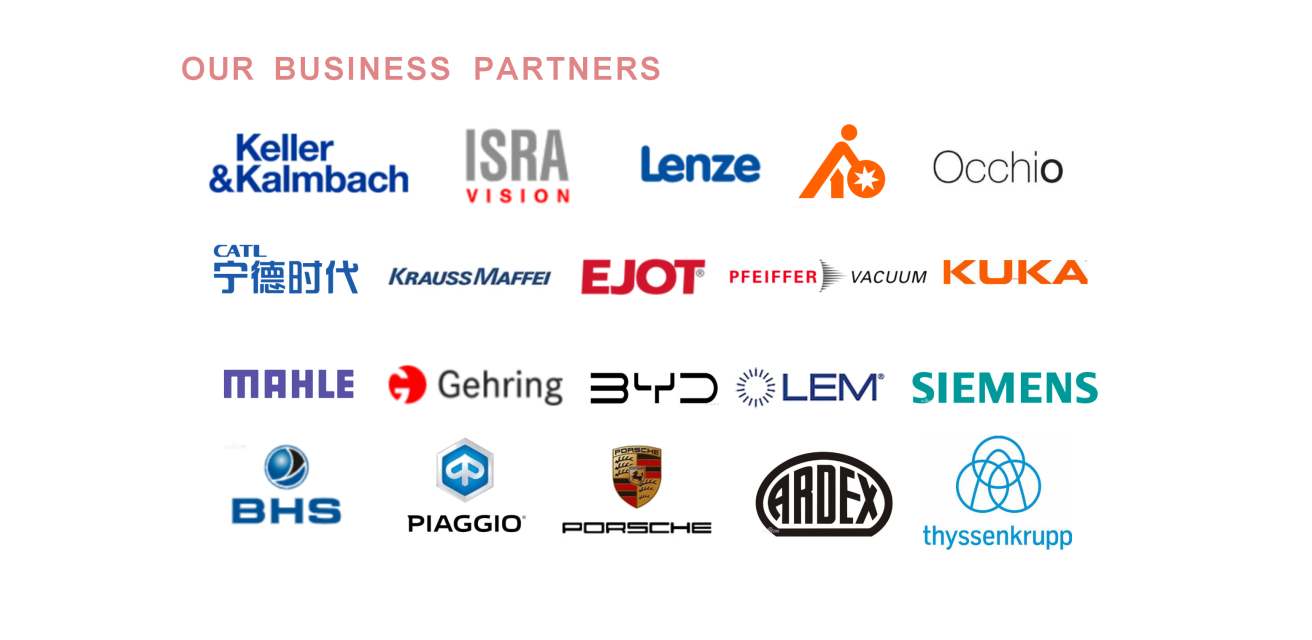 OUR BUSINESS PARTNERS
Keller
&Kalmbach
ISRA
VISION
Lenze
Occhio
CATL
宁德时代
KRAUSSMAFFEI
EJOT®
PFEIFFER VACUUM
KUKA
MAHLE
Gehring
BYD
LEM®
SIEMENS
BHS
PIAGGIO®
PORSCHE
PORSCHE
ARDEX
thyssenkrupp